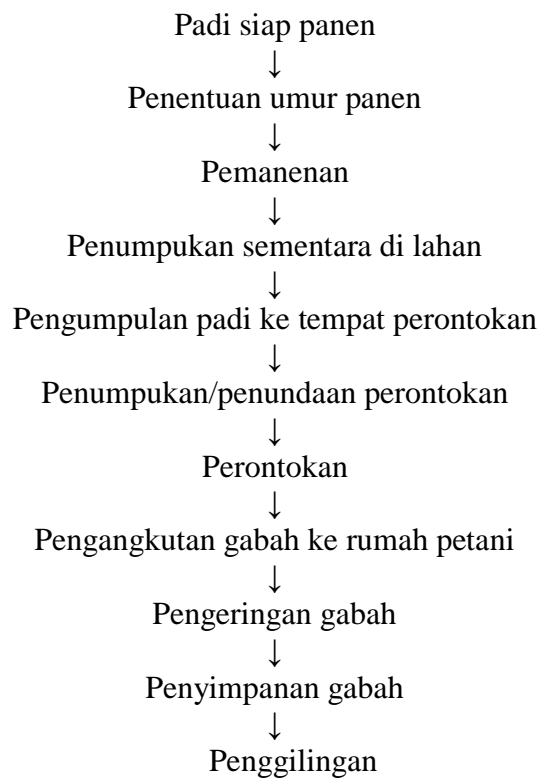 Padi siap panen
↓
Penentuan umur panen
↓
Pemanenan
↓
Penumpukan sementara di lahan
↓
Pengumpulan padi ke tempat perontokan
↓
Penumpukan/penundaan perontokan
↓
Perontokan
↓
Pengangkutan gabah ke rumah petani
↓
Pengeringan gabah
↓
Penyimpanan gabah
↓
Penggilingan